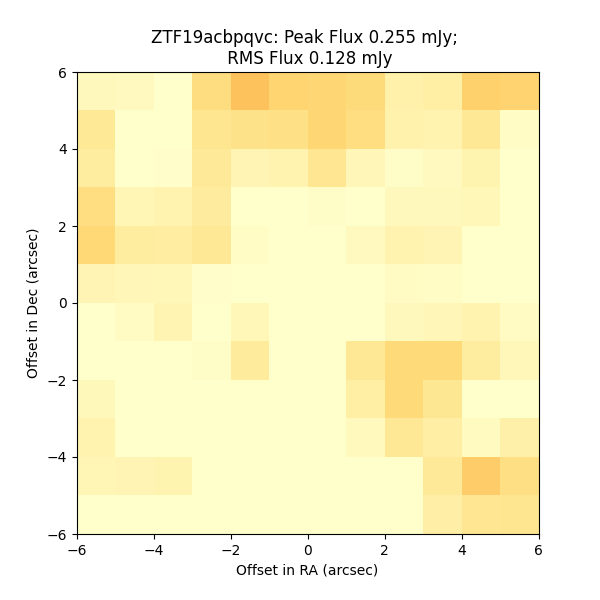 ZTF19acbpqvc: Peak Flux 0.255 mJy;
RMS Flux 0.128 mJy
6
4
2
0
−2
−4
−6
Offset in Dec (arcsec)
−6 −4 −2 0 2 4 6
Offset in RA (arcsec)